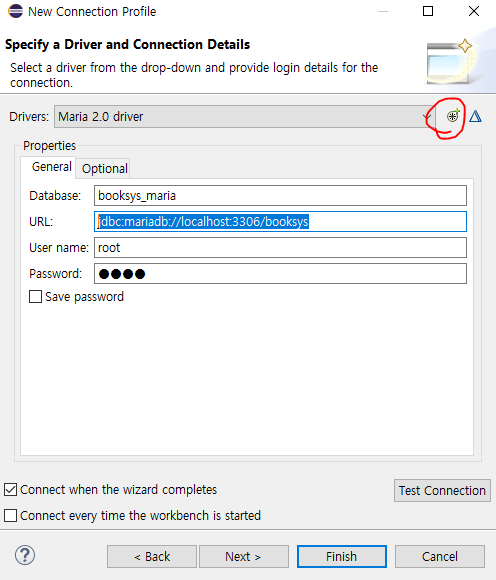 New Connection Profile
Specify a Driver and Connection Details
Select a driver from the drop-down and provide login details for the
connection.
Drivers: Maria 2.0 driver
Properties
General Optional
Database: booksys_maria
URL: jdbc:mariadb://localhost:3306/booksys
User name: root
Password: ●●●●
Save password
Connect when the wizard completes
Test Connection
Connect every time the workbench is started
? < Back Next > Finish Cancel